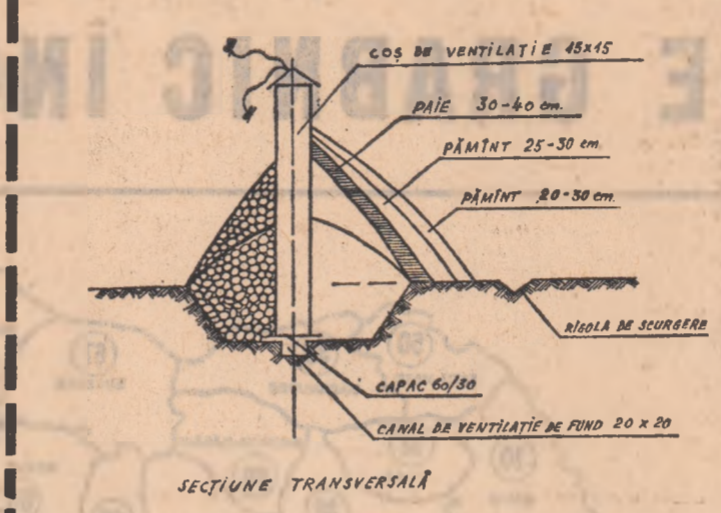 COȘ DE VENTILAȚIE 15x15
PAIE 30-40 cm.
PĂMÎNT 25-30 cm
PĂMÎNT 20-30 cm.
RIGOLA DE SCURGERE
CAPAC 60/30
CANAL DE VENTILAȚIE DE FUND 20 x 20
SECȚIUNE TRANSVERSALĂ